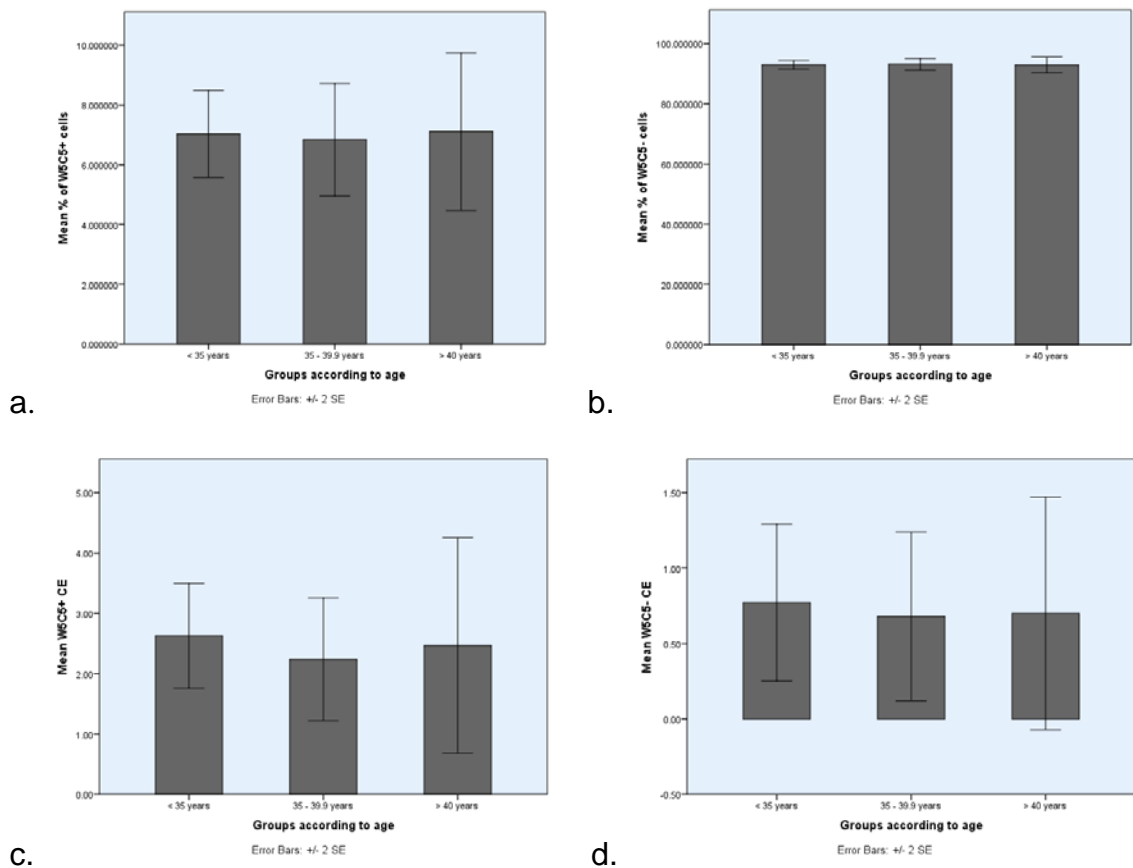 10.000000
8.000000
6.000000
4.000000
2.000000
0.000000
Mean % of W5C5+ cells
< 35 years 35 - 39.9 years > 40 years
Groups according to age
Error Bars: +/- 2 SE
a.
100.000000
80.000000
60.000000
40.000000
20.000000
0.000000
Mean % of W5C5- cells
< 35 years 35 - 39.9 years > 40 years
Groups according to age
Error Bars: +/- 2 SE
b.
5.00
4.00
3.00
2.00
1.00
0.00
Mean W5C5+ CE
< 35 years 35 - 39.9 years > 40 years
Groups according to age
Error Bars: +/- 2 SE
c.
1.50
1.00
0.50
0.00
-0.50
Mean W5C5- CE
< 35 years 35 - 39.9 years > 40 years
Groups according to age
Error Bars: +/- 2 SE
d.